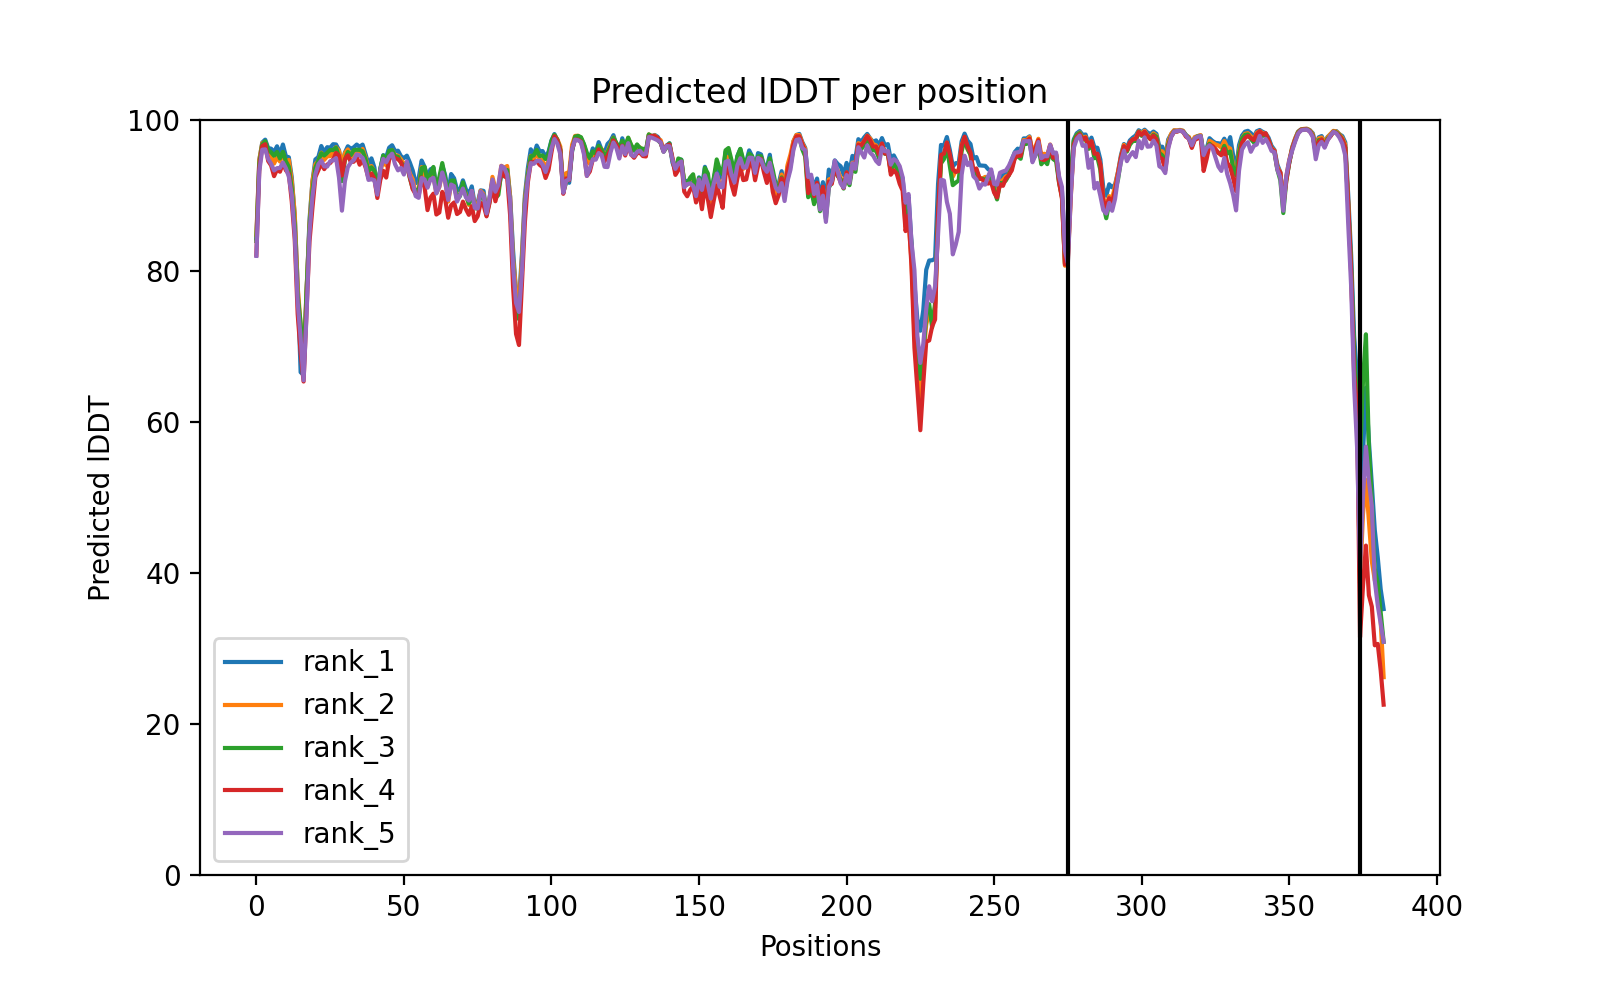 Predicted lDDT per position
100
80
60
40
20
0
Predicted lDDT
rank_1
rank_2
rank_3
rank_4
rank_5
0 50 100 150 200 250 300 350 400
Positions